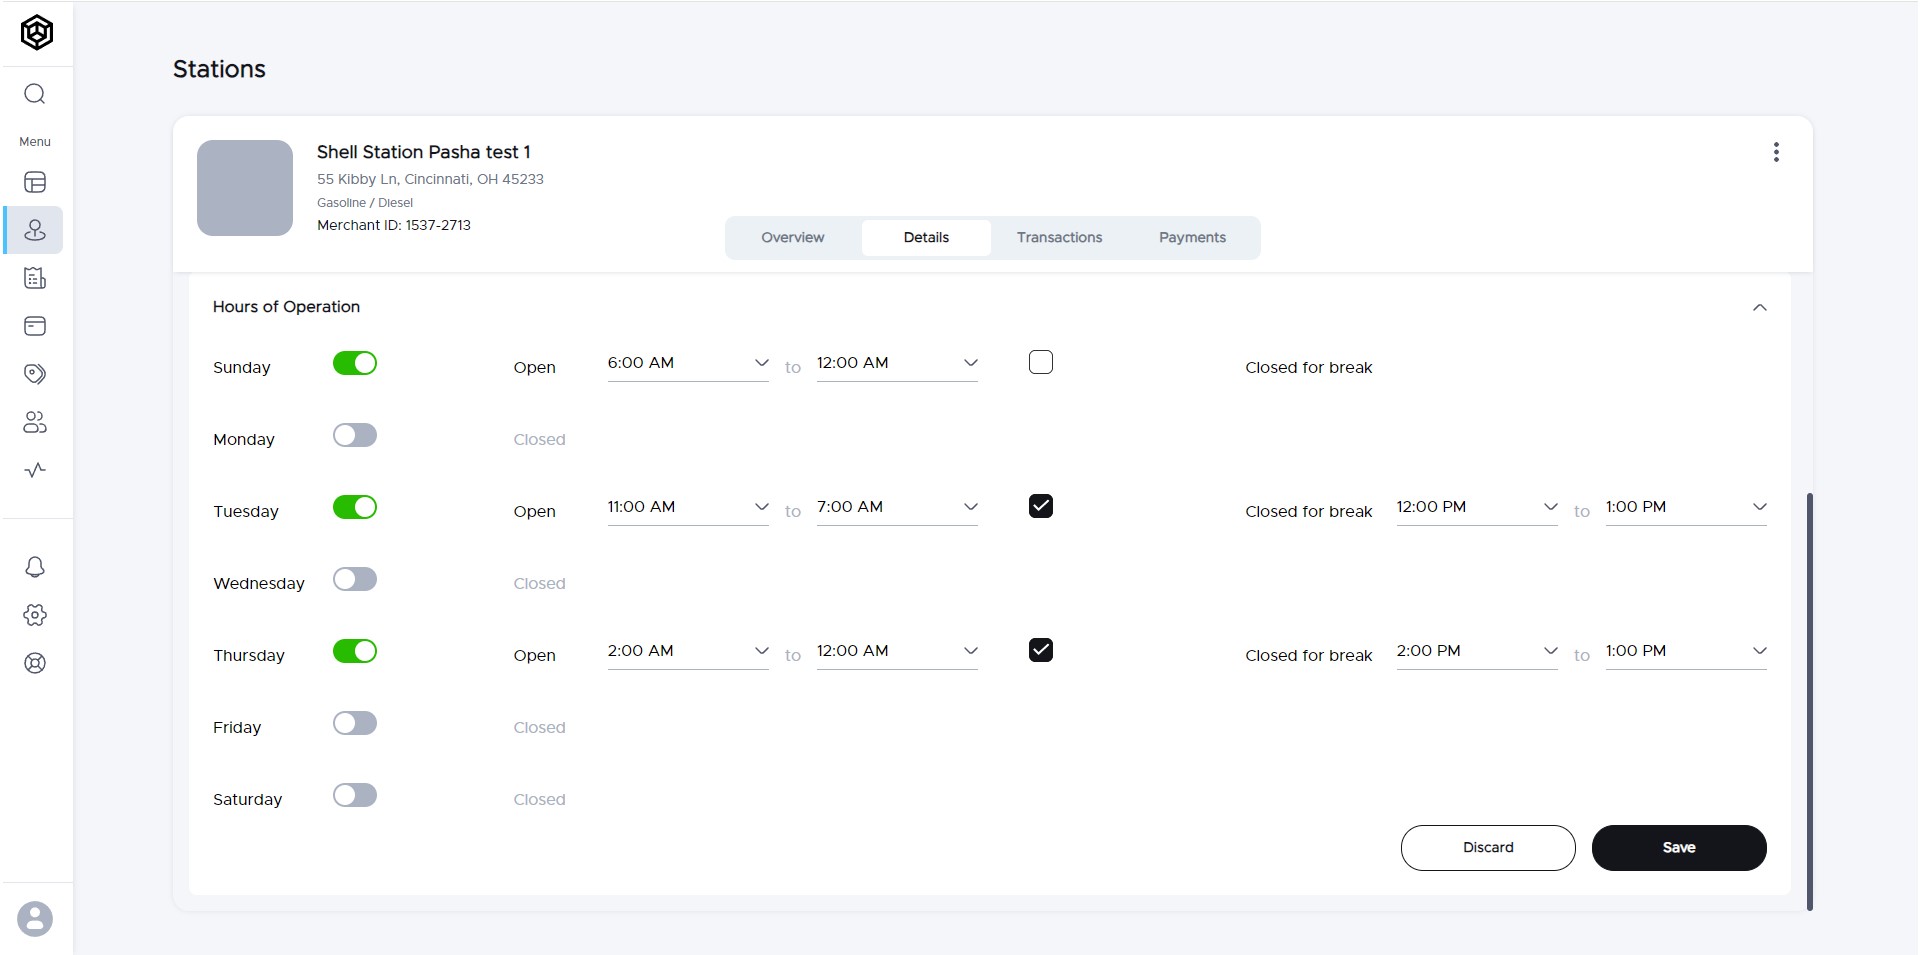 Stations
Menu
Shell Station Pasha test 1
55 Kibby Ln, Cincinnati, OH 45233
Gasoline / Diesel
Merchant ID: 1537-2713
Overview Details Transactions Payments
Hours of Operation
Sunday Open 6:00 AM to 12:00 AM Closed for break
Monday Closed
Tuesday Open 11:00 AM to 7:00 AM Closed for break 12:00 PM to 1:00 PM
Wednesday Closed
Thursday Open 2:00 AM to 12:00 AM Closed for break 2:00 PM to 1:00 PM
Friday Closed
Saturday Closed
Discard Save